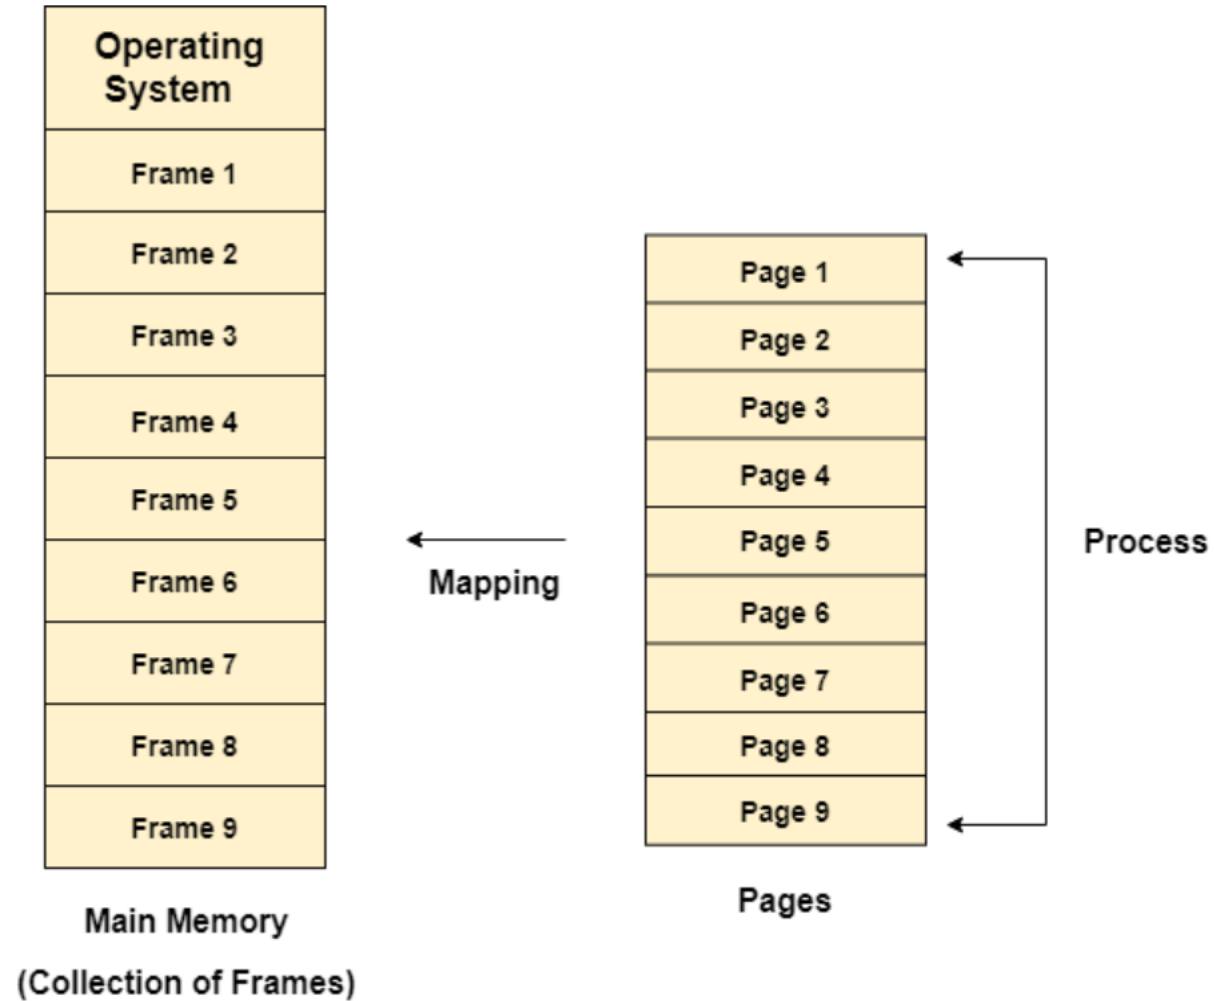 Operating
System
Frame 1
Frame 2
Frame 3
Frame 4
Frame 5
Frame 6
Frame 7
Frame 8
Frame 9
Main Memory
(Collection of Frames)
Mapping
Page 1
Page 2
Page 3
Page 4
Page 5
Page 6
Page 7
Page 8
Page 9
Pages
Process